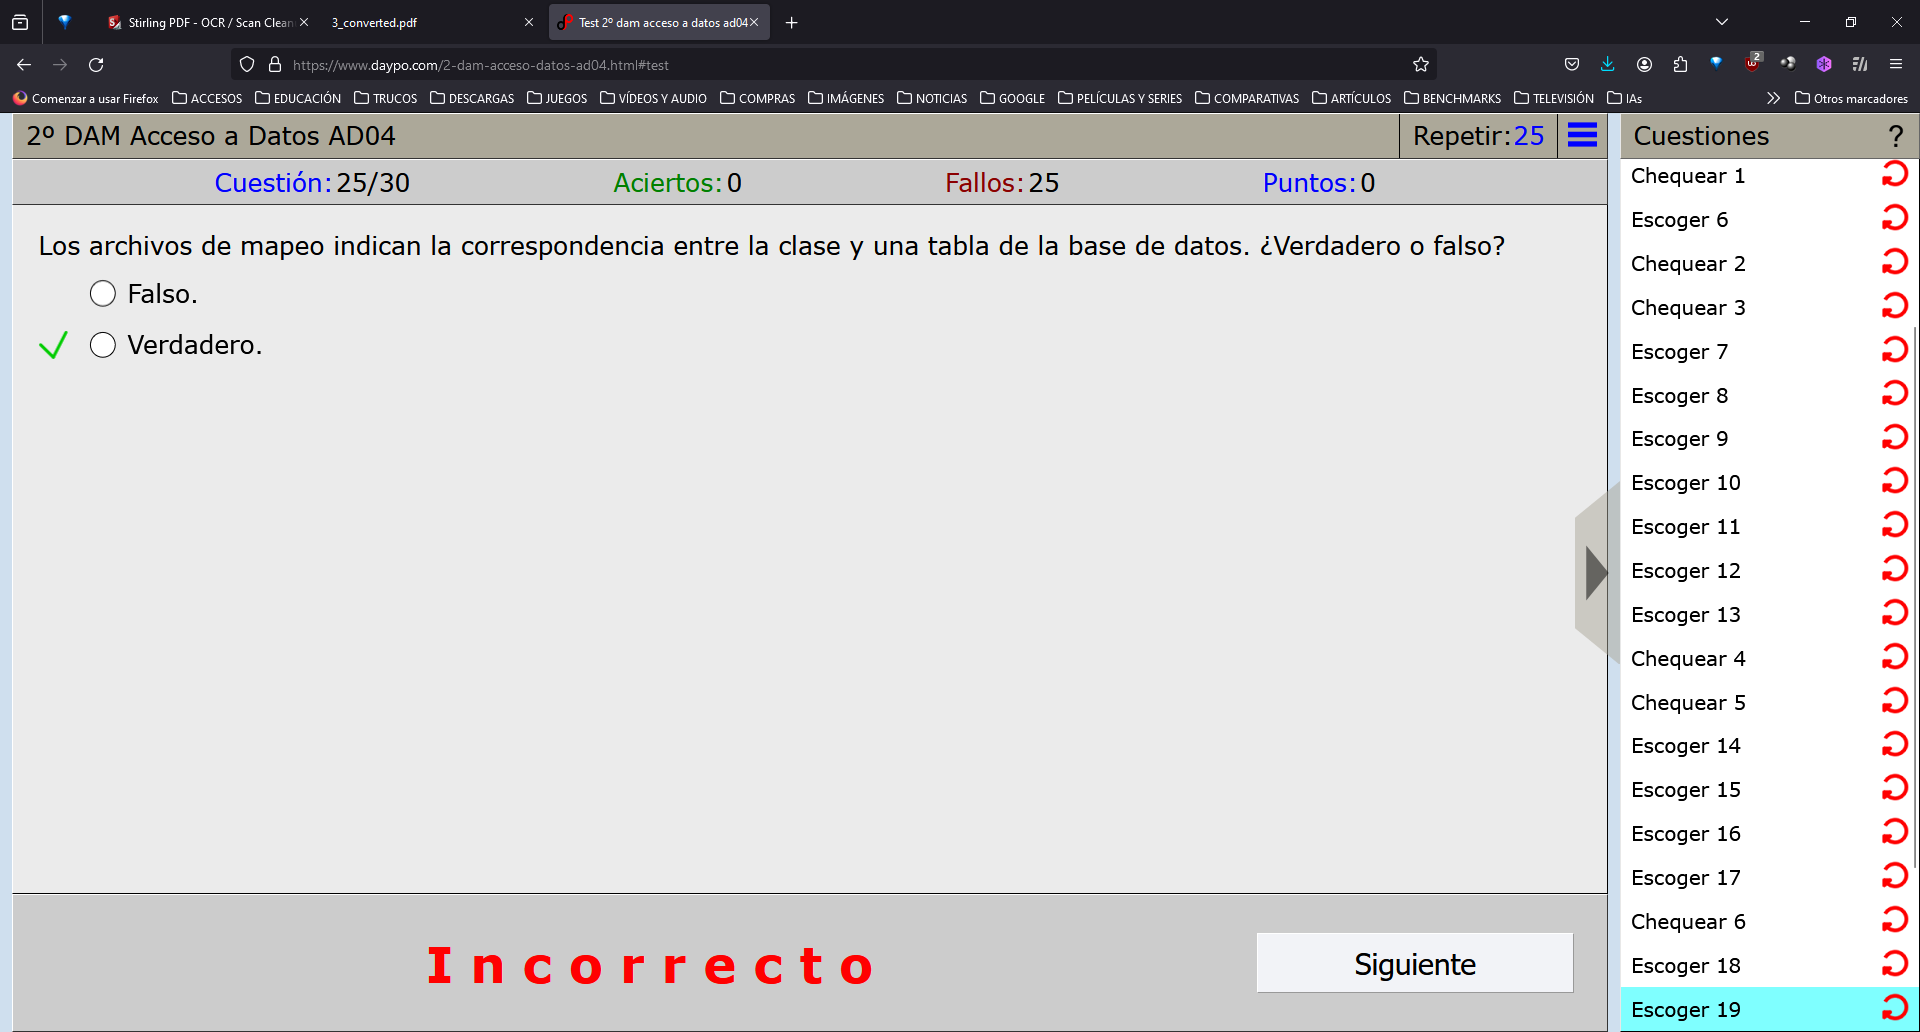 Stirling PDF - OCR / Scan Clean
3_converted.pdf
Test 2º dam acceso a datos ad04
https://www.daypo.com/2-dam-acceso-datos-ad04.html#test
2
Comenzar a usar Firefox
ACCESOS
EDUCACIÓN
TRUCOS
DESCARGAS
JUEGOS
VÍDEOS Y AUDIO
COMPRAS
IMÁGENES
NOTICIAS
GOOGLE
PELÍCULAS Y SERIES
COMPARATIVAS
ARTÍCULOS
BENCHMARKS
TELEVISIÓN
IAs
Otros marcadores
2º DAM Acceso a Datos AD04
Repetir:25
Cuestión:25/30
Aciertos:0
Fallos:25
Puntos:0
Los archivos de mapeo indican la correspondencia entre la clase y una tabla de la base de datos. ¿Verdadero o falso?
Falso.
Verdadero.
Incorrecto
Siguiente
Cuestiones
?
Chequear 1
Escoger 6
Chequear 2
Chequear 3
Escoger 7
Escoger 8
Escoger 9
Escoger 10
Escoger 11
Escoger 12
Escoger 13
Chequear 4
Chequear 5
Escoger 14
Escoger 15
Escoger 16
Escoger 17
Chequear 6
Escoger 18
Escoger 19